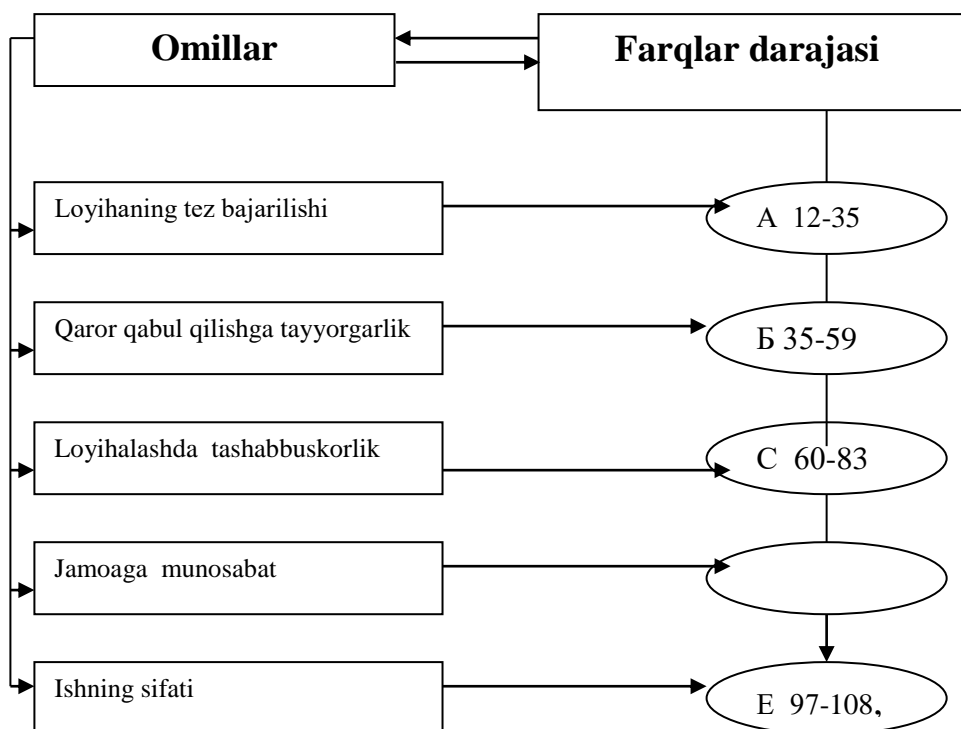 Omillar
Farqlar darajasi
Loyihaning tez bajarilishi
А 12-35
Qaror qabul qilishga tayyorgarlik
Б 35-59
Loyihalashda tashabbuskorlik
С 60-83
Jamoaga munosabat
Ishning sifati
Е 97-108,